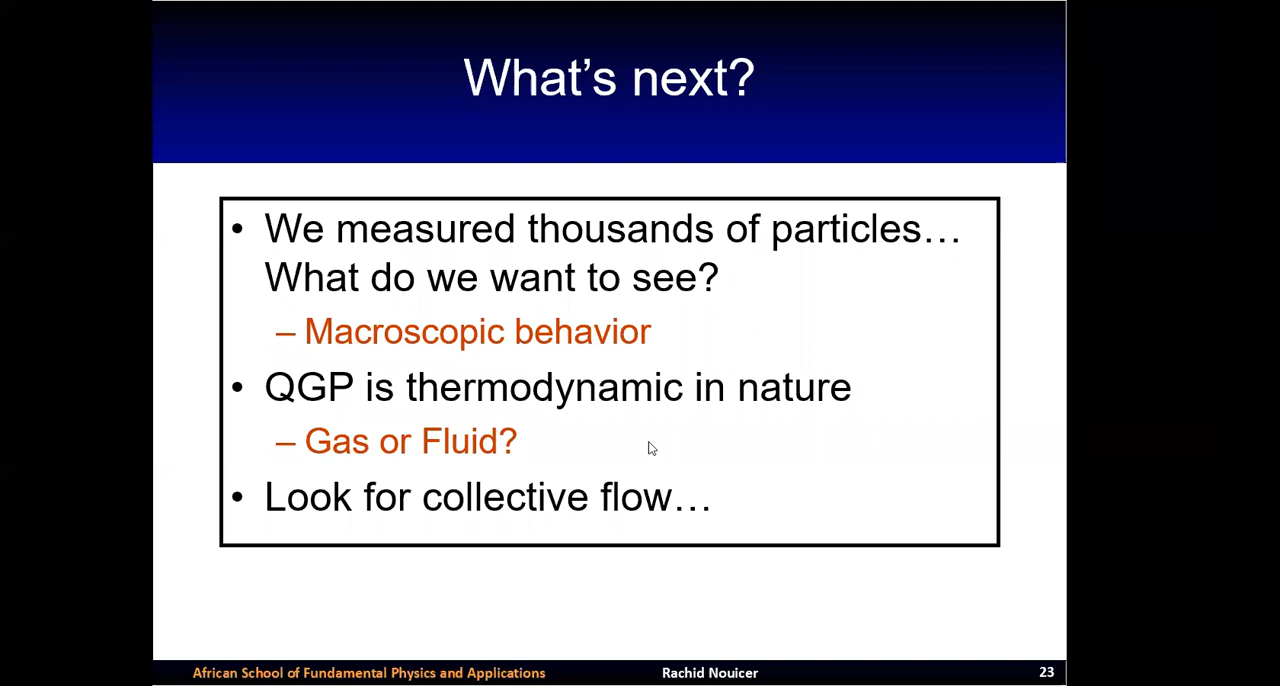 What’s next?
• We measured thousands of particles…
What do we want to see?
– Macroscopic behavior
• QGP is thermodynamic in nature
– Gas or Fluid?
• Look for collective flow…
African School of Fundamental Physics and Applications Rachid Nouicer 23